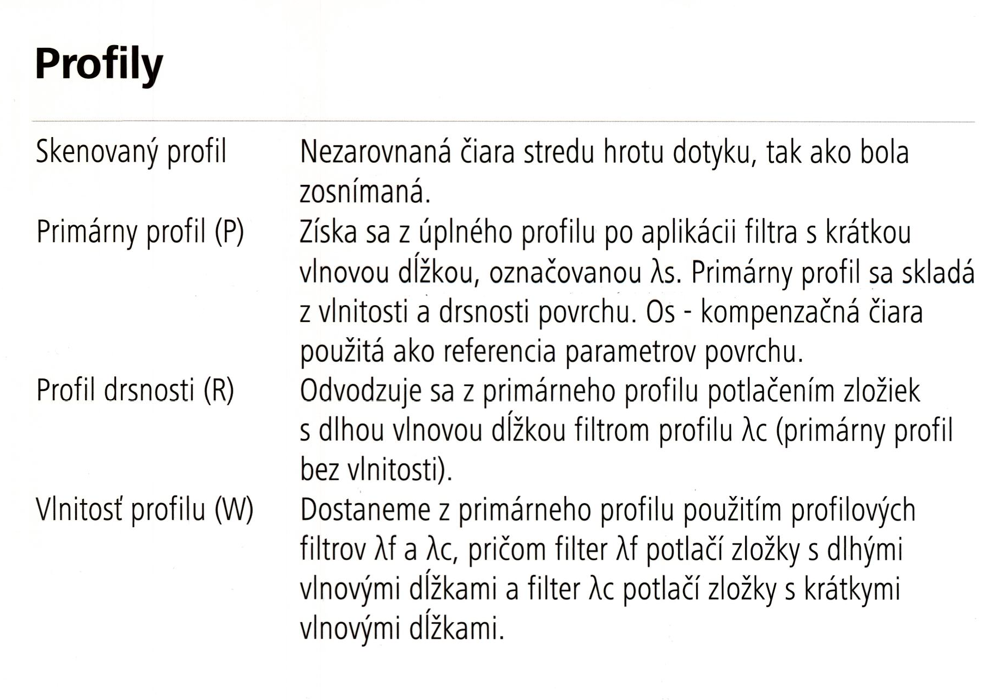 Profily
Skenovaný profil Nezarovnaná čiara stredu hrotu dotyku, tak ako bola
zosnímaná.
Primárny profil (P) Získa sa z úplného profilu po aplikácii filtra s krátkou
vlnovou dĺžkou, označovanou λs. Primárny profil sa skladá
z vlnitosti a drsnosti povrchu. Os - kompenzačná čiara
použitá ako referencia parametrov povrchu.
Profil drsnosti (R) Odvodzuje sa z primárneho profilu potlačením zložiek
s dlhou vlnovou dĺžkou filtrom profilu λc (primárny profil
bez vlnitosti).
Vlnitosť profilu (W) Dostaneme z primárneho profilu použitím profilových
filtrov λf a λc, pričom filter λf potlačí zložky s dlhými
vlnovými dĺžkami a filter λc potlačí zložky s krátkymi
vlnovými dĺžkami.